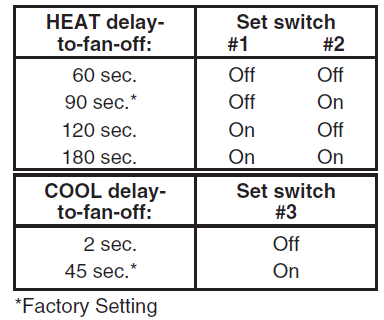 HEAT delay- Set switch
to-fan-off: #1 #2
60 sec. Off Off
90 sec.* Off On
120 sec. On Off
180 sec. On On
COOL delay- Set switch
to-fan-off: #3
2 sec. Off
45 sec.* On
*Factory Setting